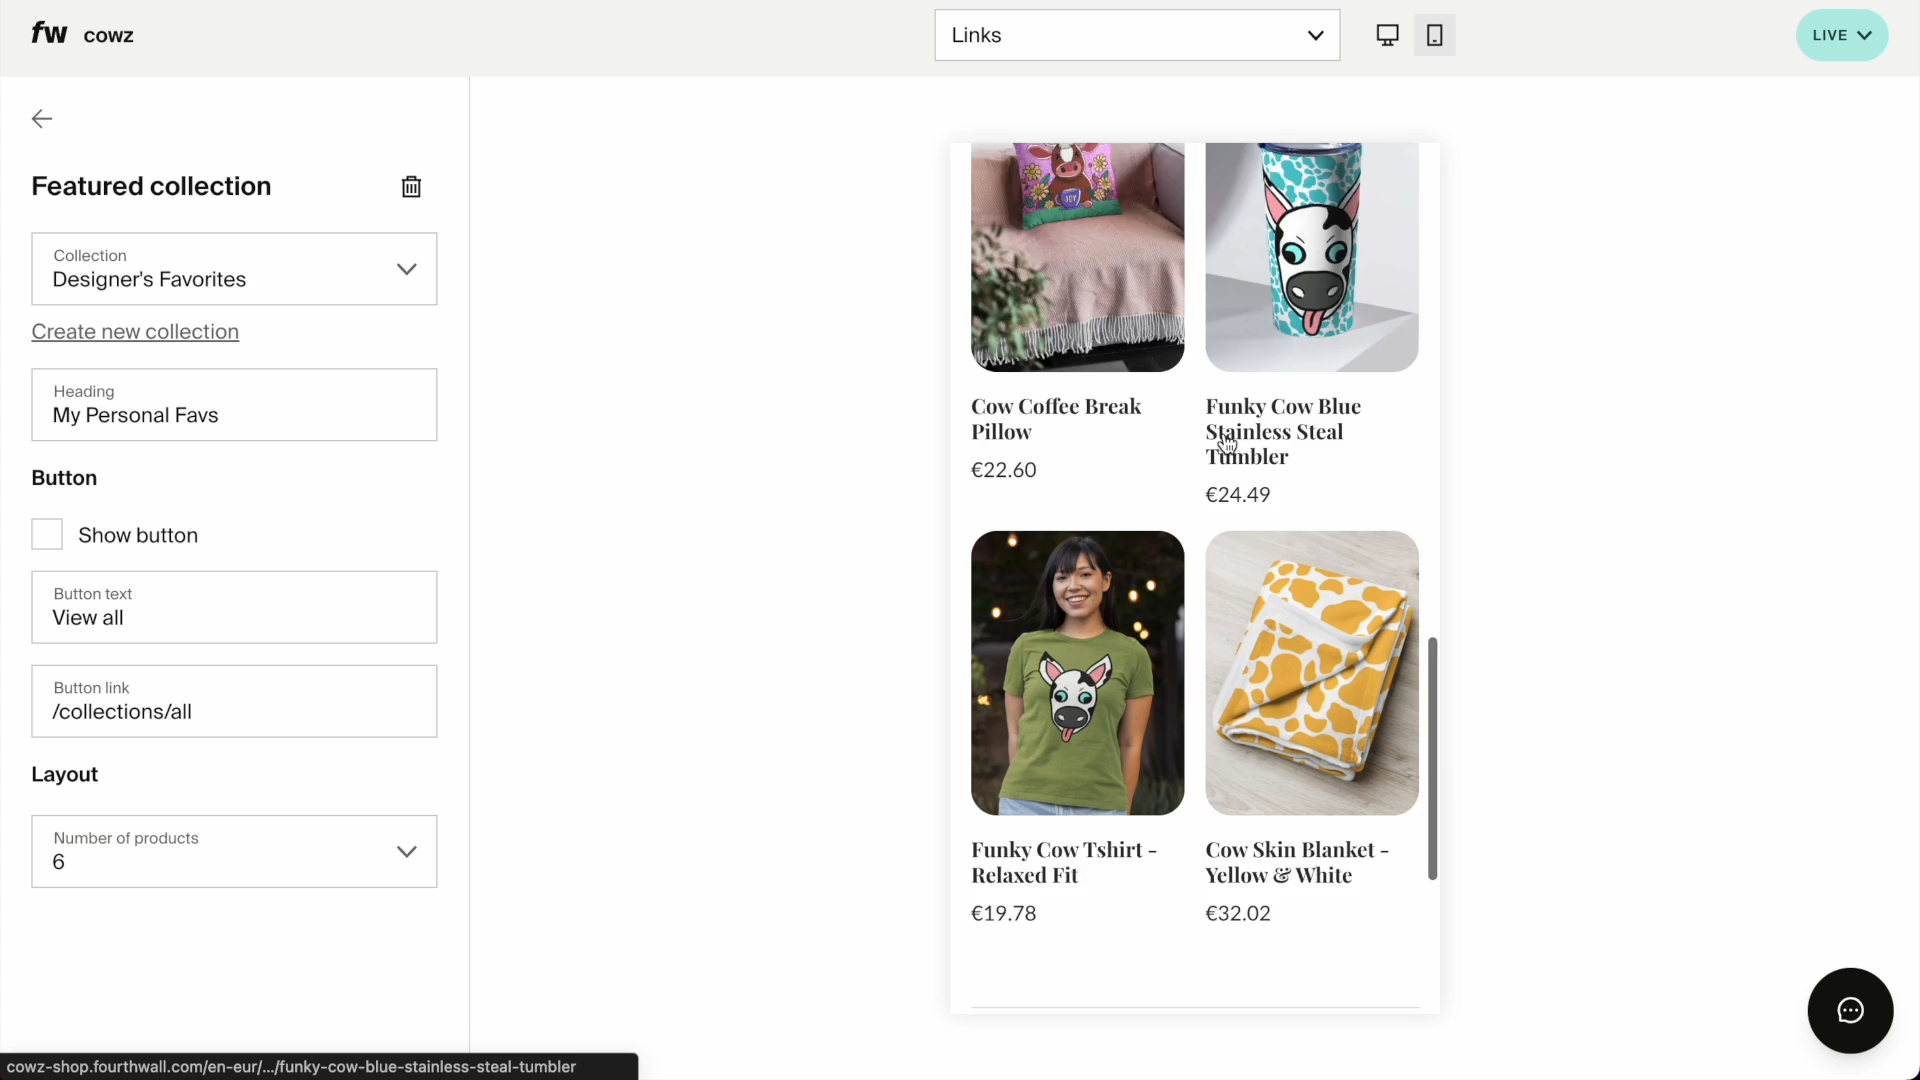 fw cowz
Links
LIVE
Featured collection
Collection
Designer's Favorites
Create new collection
Heading
My Personal Favs
Button
Show button
Button text
View all
Button link
/collections/all
Layout
Number of products
6
JOY
Cow Coffee Break
Pillow
€22.60
Funky Cow Blue
Stainless Steal
Tumbler
€24.49
Funky Cow Tshirt -
Relaxed Fit
€19.78
Cow Skin Blanket -
Yellow & White
€32.02
cowz-shop.fourthwall.com/en-eur/.../funky-cow-blue-stainless-steal-tumbler